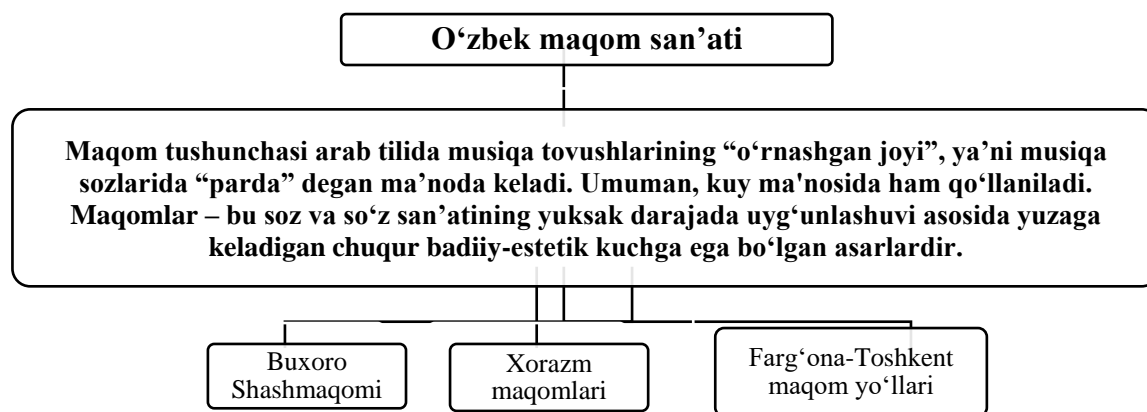 O‘zbek maqom san’ati
Maqom tushunchasi arab tilida musiqa tovushlarining “o‘rnashgan joyi”, ya’ni musiqa
sozlarida “parda” degan ma’noda keladi. Umuman, kuy ma'nosida ham qo‘llaniladi.
Maqomlar – bu soz va so‘z san’atining yuksak darajada uyg‘unlashuvi asosida yuzaga
keladigan chuqur badiiy-estetik kuchga ega bo‘lgan asarlardir.
Buxoro
Shashmaqomi
Xorazm
maqomlari
Farg‘ona-Toshkent
maqom yo‘llari